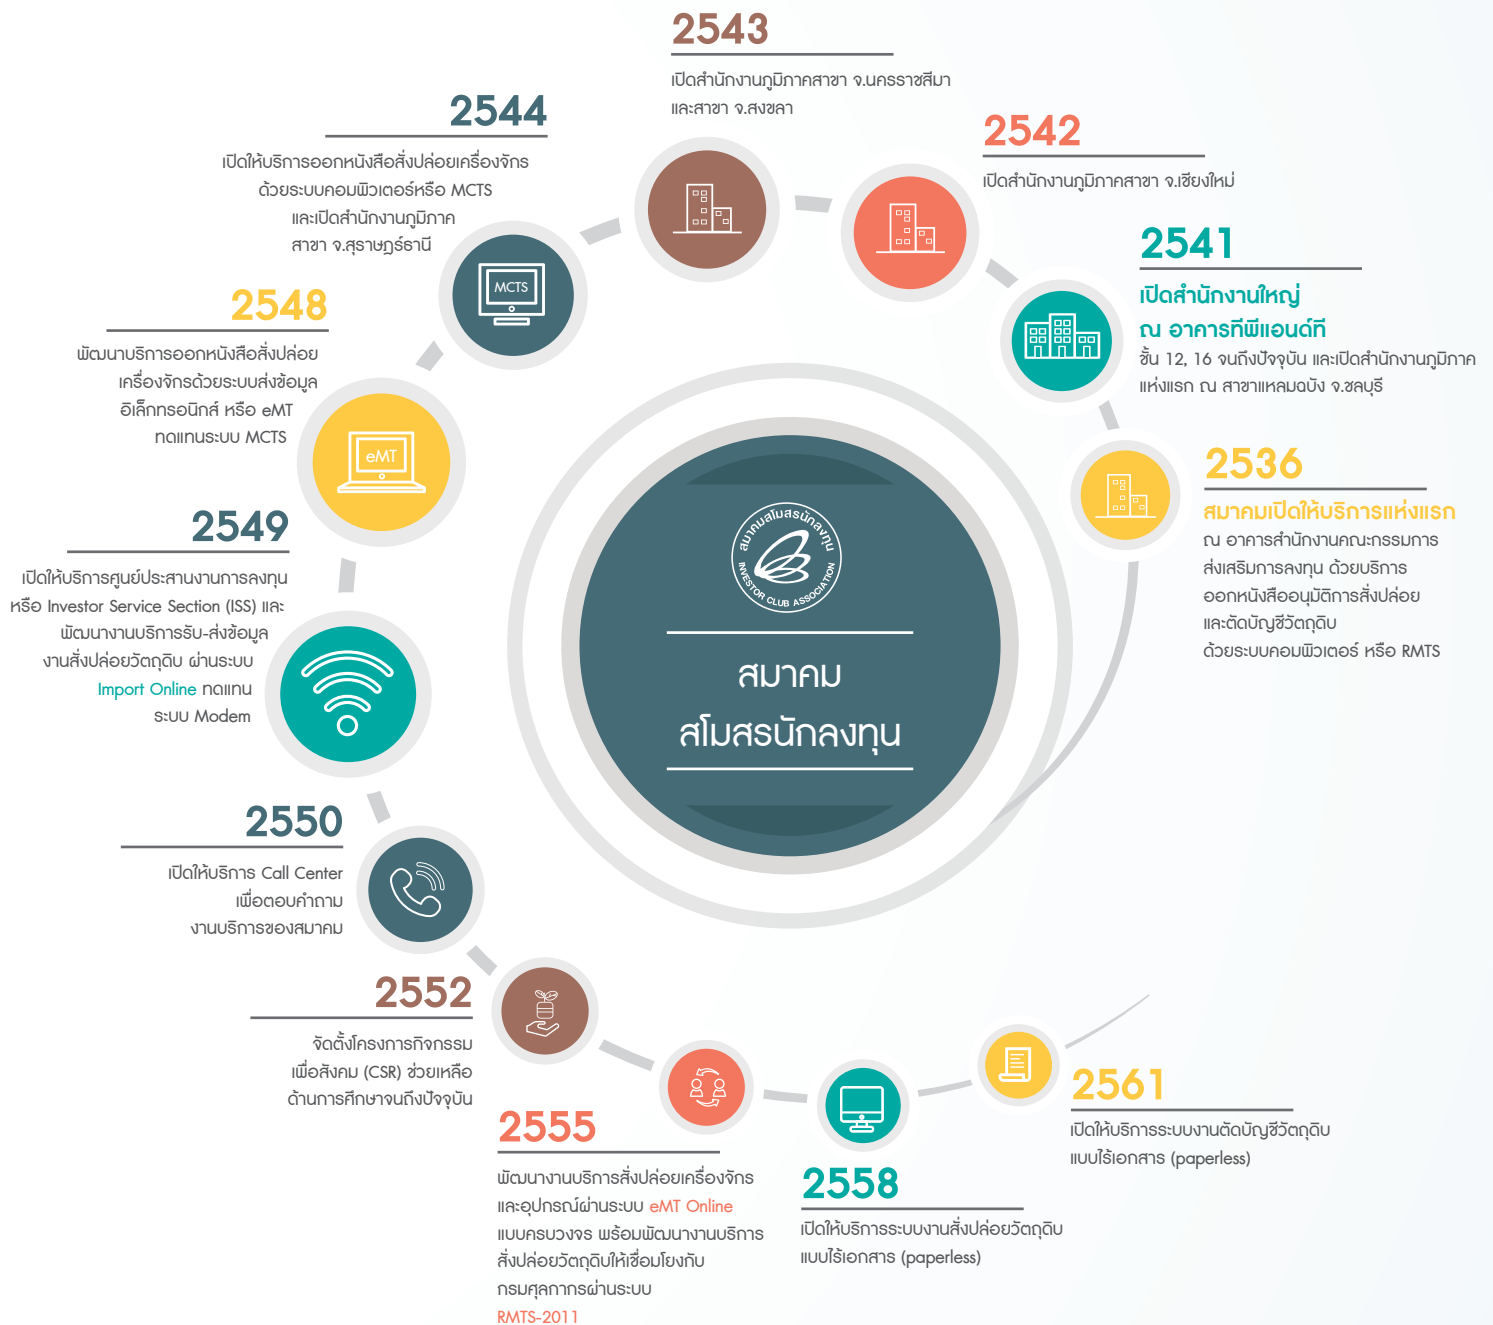 2543
เปิดสำนักงานภูมิภาคสาขา จ.นครราชสีมา
และสาขา จ.สงขลา
2544
เปิดให้บริการออกหนังสือสั่งปล่อยเครื่องจักร
ด้วยระบบคอมพิวเตอร์หรือ MCTS
และเปิดสำนักงานภูมิภาค
สาขา จ.สุราษฎร์ธานี
MCTS
2542
เปิดสำนักงานภูมิภาคสาขา จ.เชียงใหม่
2541
เปิดสำนักงานใหญ่
ณ อาคารทีพีแอนด์ที
ชั้น 12, 16 จนถึงปัจจุบัน และเปิดสำนักงานภูมิภาค
แห่งแรก ณ สาขาแหลมฉบัง จ.ชลบุรี
2548
พัฒนาบริการออกหนังสือสั่งปล่อย
เครื่องจักรด้วยระบบส่งข้อมูล
อิเล็กทรอนิกส์ หรือ eMT
ทดแทนระบบ MCTS
eMT
2536
สมาคมเปิดให้บริการแห่งแรก
ณ อาคารสำนักงานคณะกรรมการ
ส่งเสริมการลงทุน ด้วยบริการ
ออกหนังสืออนุมัติการสั่งปล่อย
และตัดบัญชีวัตถุดิบ
ด้วยระบบคอมพิวเตอร์ หรือ RMTS
2549
เปิดให้บริการศูนย์ประสานงานการลงทุน
หรือ Investor Service Section (ISS) และ
พัฒนางานบริการรับ-ส่งข้อมูล
งานสั่งปล่อยวัตถุดิบ ผ่านระบบ
Import Online ทดแทน
ระบบ Modem
สมาคมสโมสรนักลงทุน
INVESTOR CLUB ASSOCIATION
สมาคม
สโมสรนักลงทุน
2550
เปิดให้บริการ Call Center
เพื่อตอบคำถาม
งานบริการของสมาคม
2552
จัดตั้งโครงการกิจกรรม
เพื่อสังคม (CSR) ช่วยเหลือ
ด้านการศึกษาจนถึงปัจจุบัน
2555
พัฒนางานบริการสั่งปล่อยเครื่องจักร
และอุปกรณ์ผ่านระบบ eMT Online
แบบครบวงจร พร้อมพัฒนางานบริการ
สั่งปล่อยวัตถุดิบให้เชื่อมโยงกับ
กรมศุลกากรผ่านระบบ
RMTS-2011
2558
เปิดให้บริการระบบงานสั่งปล่อยวัตถุดิบ
แบบไร้เอกสาร (paperless)
2561
เปิดให้บริการระบบงานตัดบัญชีวัตถุดิบ
แบบไร้เอกสาร (paperless)